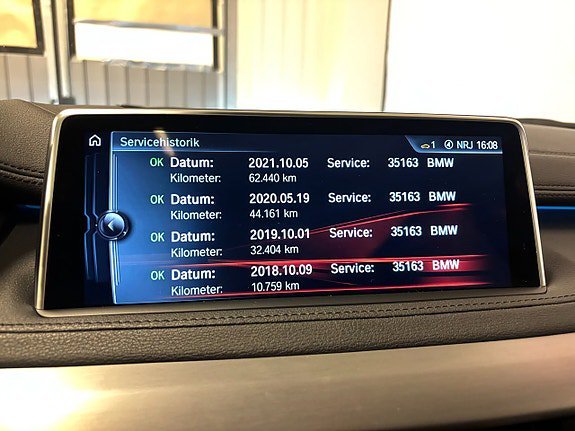 Servicehistorik 1 NRJ 16:08
OK Datum: 2021.10.05 Service: 35163 BMW
Kilometer: 62.440 km
OK Datum: 2020.05.19 Service: 35163 BMW
Kilometer: 44.161 km
OK Datum: 2019.10.01 Service: 35163 BMW
Kilometer: 32.404 km
OK Datum: 2018.10.09 Service: 35163 BMW
Kilometer: 10.759 km